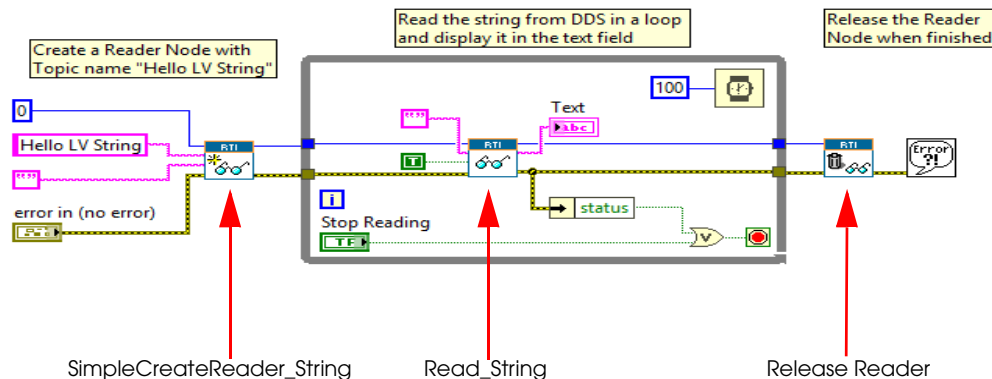 Read the string from DDS in a loop
and display it in the text field
Release the Reader
Node when finished
Create a Reader Node with
Topic name "Hello LV String"
0
Hello LV String
""
error in (no error)
RTI
""
T
RTI
Text
abc
100
i
Stop Reading
TF
status
V
RTI
Error
?!
SimpleCreateReader_String
Read_String
Release Reader